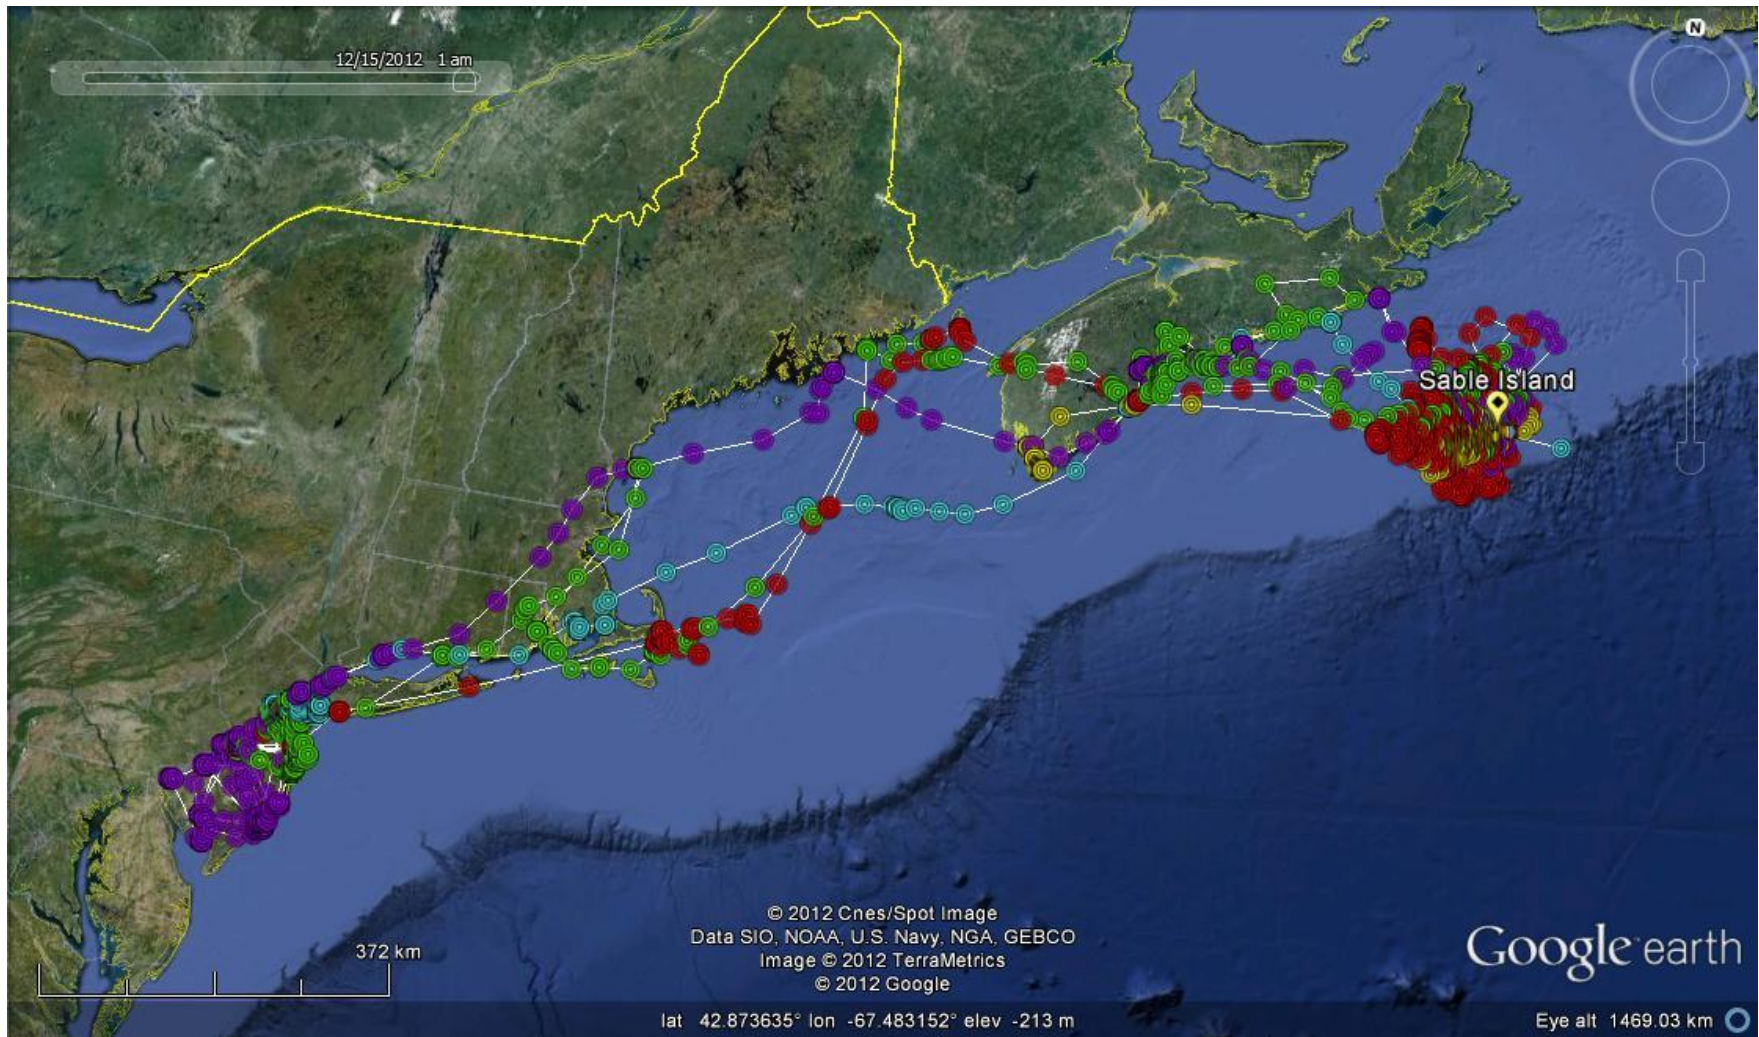 12/15/2012 1 am
N
Sable Island
372 km
© 2012 Cnes/Spot Image
Data SIO, NOAA, U.S. Navy, NGA, GEBCO
Image © 2012 TerraMetrics
© 2012 Google
Google earth
lat 42.873635° lon -67.483152° elev -213 m
Eye alt 1469.03 km